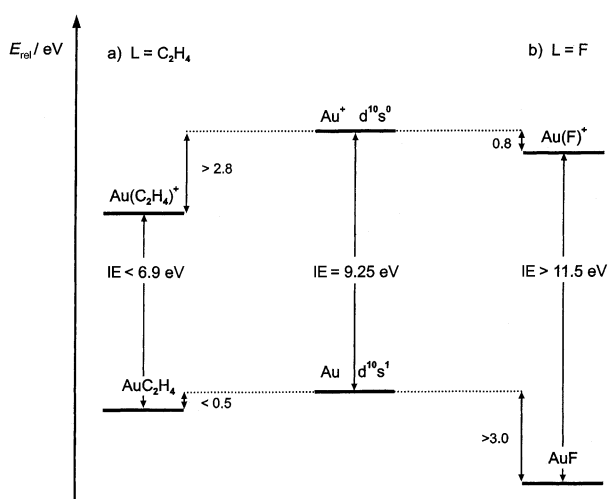 E_rel / eV
a) L = C₂H₄
b) L = F
Au⁺ d¹⁰s⁰
Au(F)⁺
0.8
> 2.8
Au(C₂H₄)⁺
IE < 6.9 eV
IE = 9.25 eV
IE > 11.5 eV
Au d¹⁰s¹
AuC₂H₄
< 0.5
>3.0
AuF